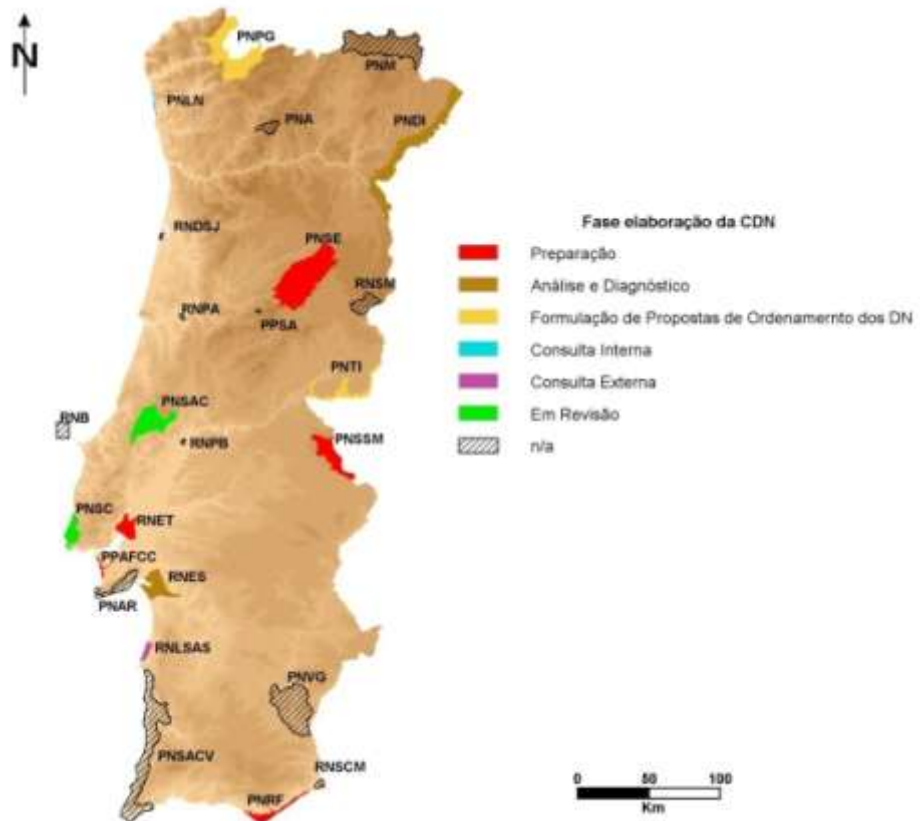 N
PNPG
PNM
PNLN
PNA
PNDI
RNDSJ
PNSE
RNSM
RNPA
PPSA
PNTI
PNSAC
RNB
RNPB
PNSSM
PNSC
RNET
PPAFCC
RNES
PNAR
RNLSAS
PNVG
PNSACV
RNSCM
PNRF
Fase elaboração da CDN
Preparação
Análise e Diagnóstico
Formulação de Propostas de Ordenamernto dos DN
Consulta Interna
Consulta Externa
Em Revisão
n/a
0 50 100
Km